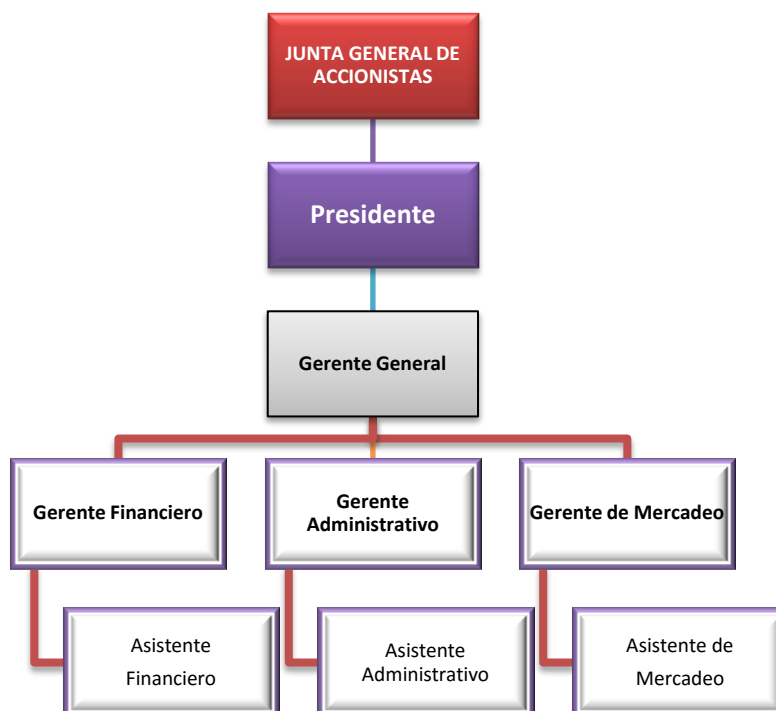 JUNTA GENERAL DE
ACCIONISTAS
Presidente
Gerente General
Gerente Financiero
Gerente
Administrativo
Gerente de Mercadeo
Asistente
Financiero
Asistente
Administrativo
Asistente de
Mercadeo